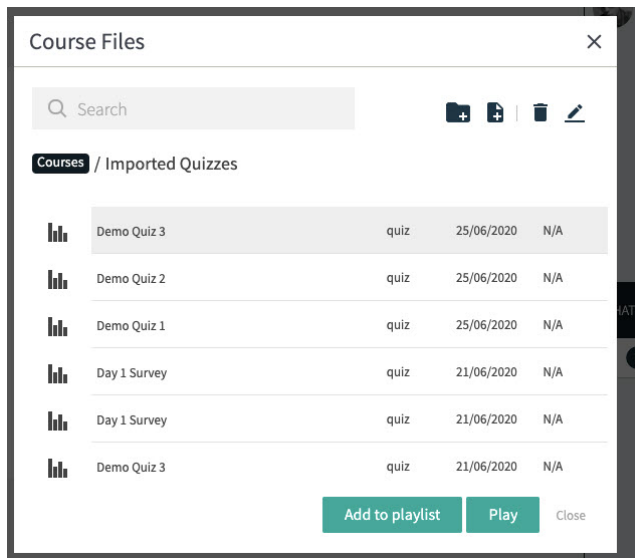 Course Files
Search
Courses / Imported Quizzes
Demo Quiz 3 quiz 25/06/2020 N/A
Demo Quiz 2 quiz 25/06/2020 N/A
Demo Quiz 1 quiz 25/06/2020 N/A
Day 1 Survey quiz 21/06/2020 N/A
Day 1 Survey quiz 21/06/2020 N/A
Demo Quiz 3 quiz 21/06/2020 N/A
Add to playlist Play Close